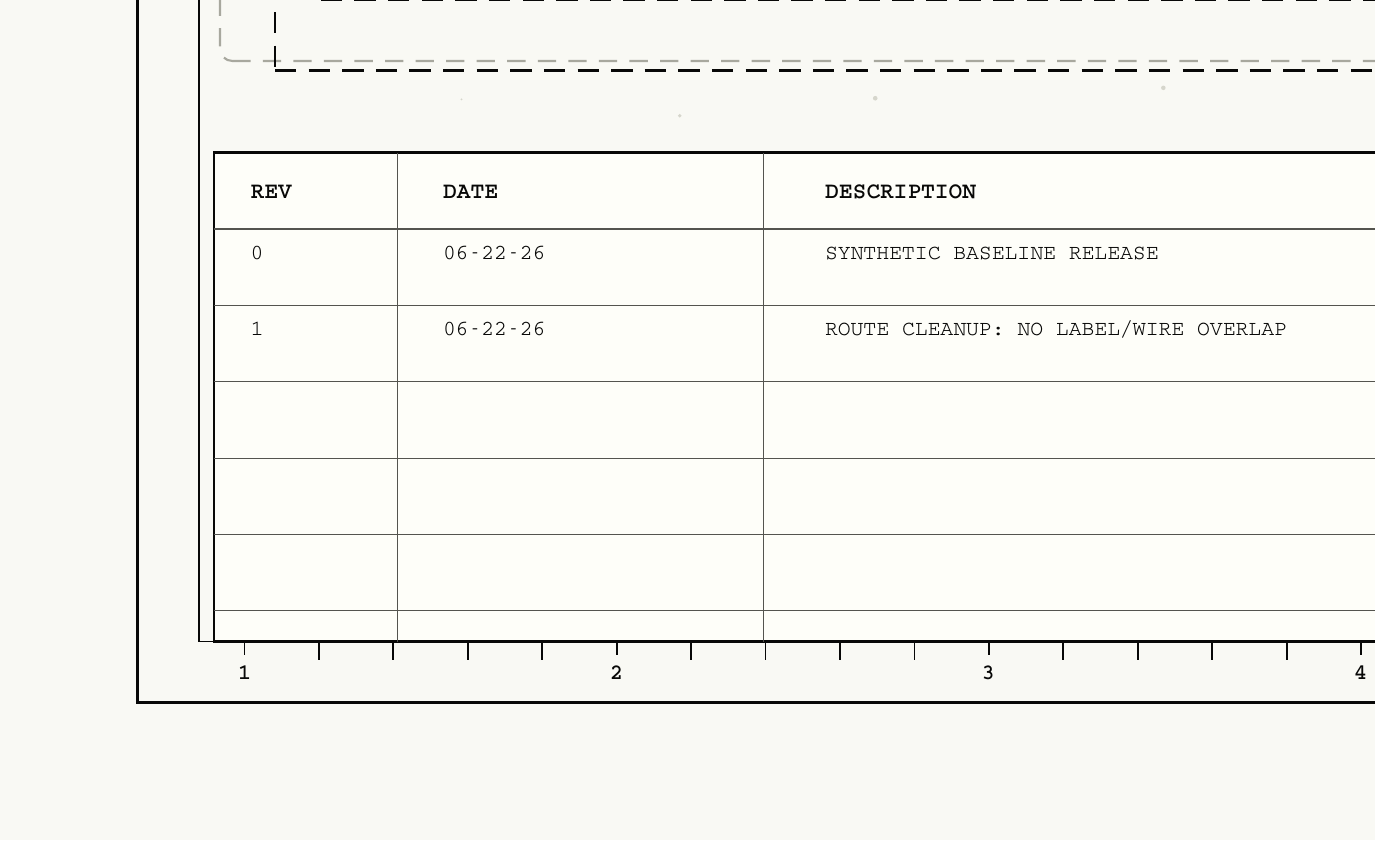 REV DATE DESCRIPTION
0 06-22-26 SYNTHETIC BASELINE RELEASE
1 06-22-26 ROUTE CLEANUP: NO LABEL/WIRE OVERLAP
1 2 3 4